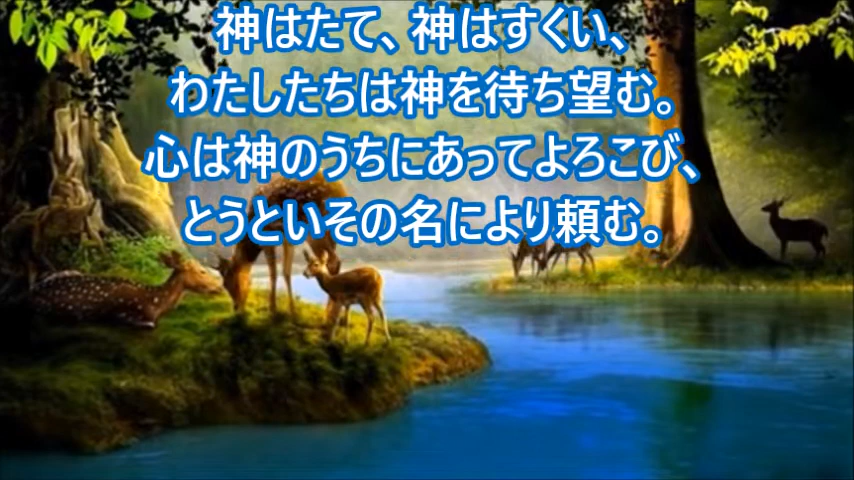 神はたて、神はすくい、
わたしたちは神を待ち望む。
心は神のうちにあってよろこび、
とうといその名により頼む。